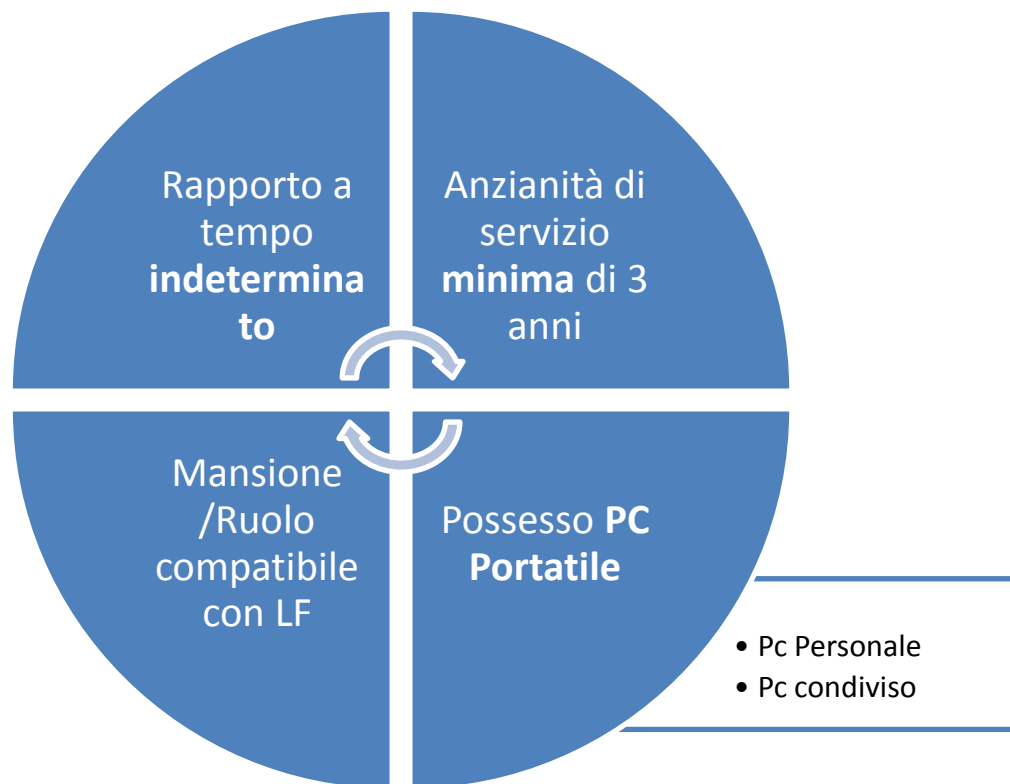 Rapporto a
tempo
indetermina
to
Anzianità di
servizio
minima di 3
anni
Mansione
/Ruolo
compatibile
con LF
Possesso PC
Portatile
• Pc Personale
• Pc condiviso